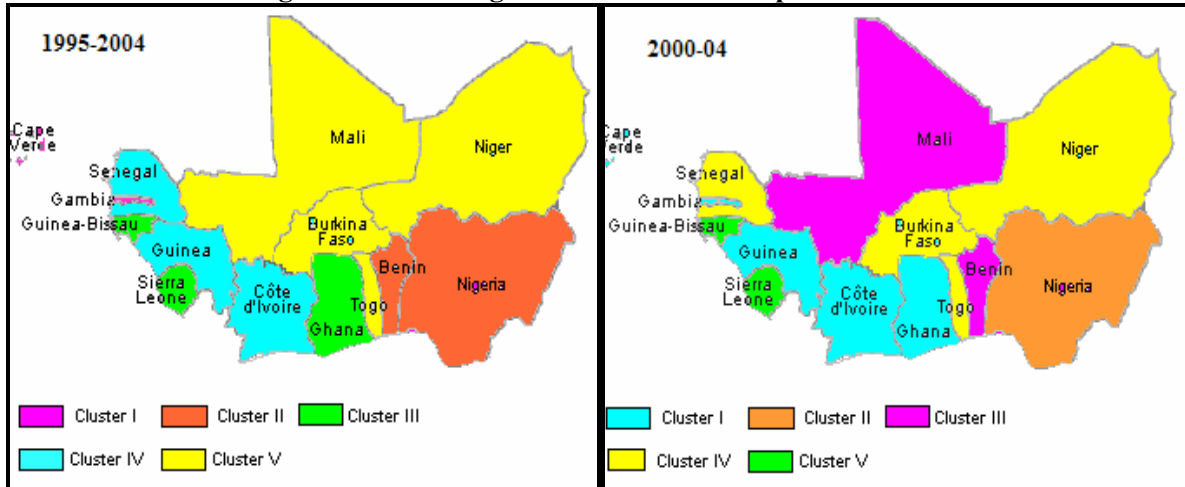 1995-2004
Cape
Verde
Mali
Niger
Senegal
Gambia
Guinea-Bissau
Burkina
Faso
Guinea
Benin
Sierra
Leone
Côte
d'Ivoire
Nigeria
Togo
Ghana
Cluster I
Cluster II
Cluster III
Cluster IV
Cluster V
2000-04
Cape
Verde
Mali
Niger
Senegal
Gambia
Guinea-Bissau
Burkina
Faso
Guinea
Benin
Sierra
Leone
Côte
d'Ivoire
Nigeria
Togo
Ghana
Cluster I
Cluster II
Cluster III
Cluster IV
Cluster V